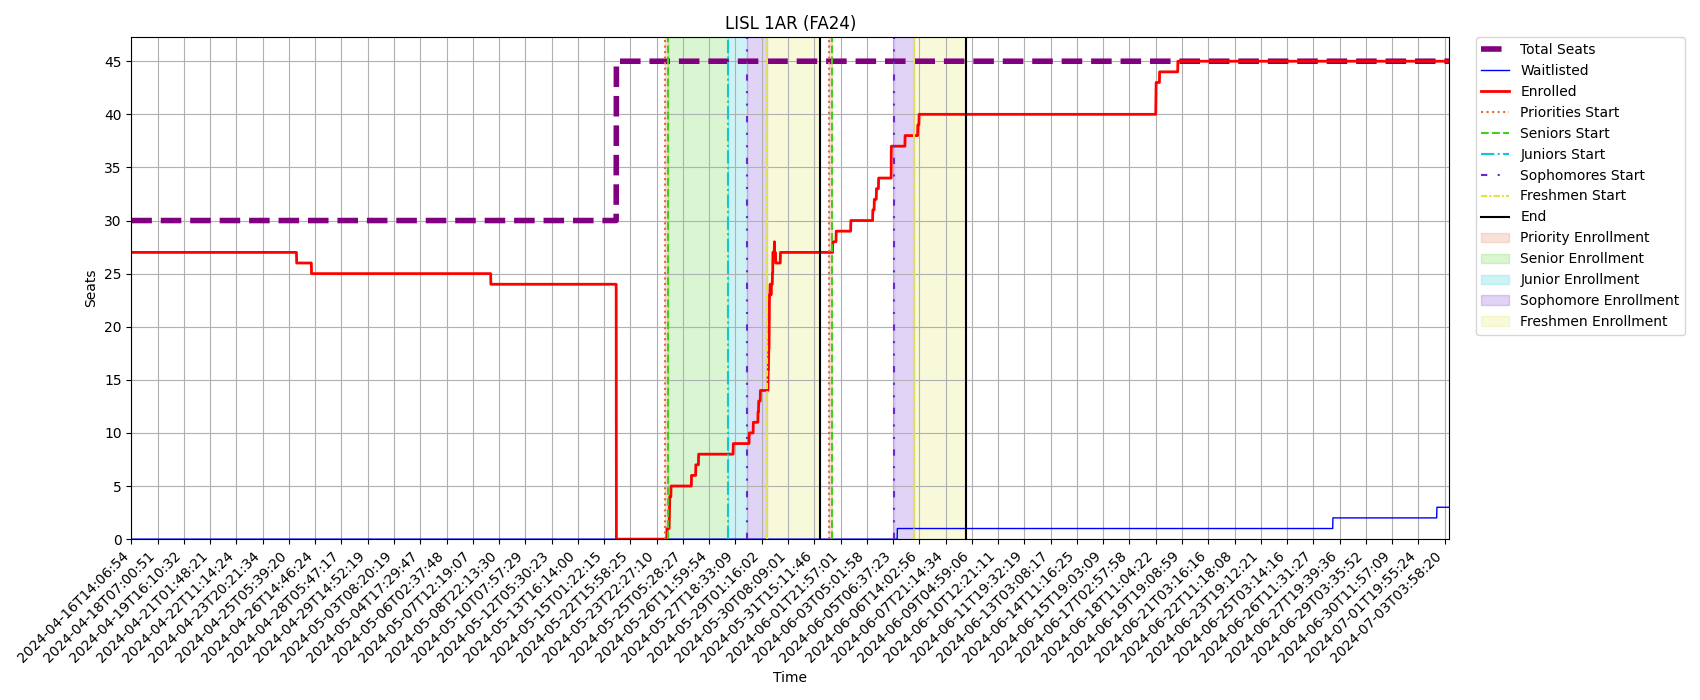 LISL 1AR (FA24)
Total Seats
Waitlisted
Enrolled
Priorities Start
Seniors Start
Juniors Start
Sophomores Start
Freshmen Start
End
Priority Enrollment
Senior Enrollment
Junior Enrollment
Sophomore Enrollment
Freshmen Enrollment
Seats
45
40
35
30
25
20
15
10
5
0
2024-04-16T14:06:54
2024-04-18T07:00:51
2024-04-19T16:10:32
2024-04-21T01:48:21
2024-04-22T11:14:24
2024-04-23T20:21:34
2024-04-25T05:39:20
2024-04-26T14:46:24
2024-04-28T05:47:17
2024-04-29T14:52:19
2024-05-03T08:20:19
2024-05-04T17:29:47
2024-05-06T02:37:48
2024-05-07T12:19:07
2024-05-08T22:13:30
2024-05-10T07:57:29
2024-05-12T05:30:23
2024-05-13T16:14:00
2024-05-15T01:22:15
2024-05-22T15:58:25
2024-05-23T22:27:10
2024-05-25T05:28:27
2024-05-26T11:59:54
2024-05-27T18:33:09
2024-05-29T01:16:02
2024-05-30T08:09:01
2024-05-31T15:11:46
2024-06-01T21:57:01
2024-06-03T05:01:58
2024-06-05T06:37:23
2024-06-06T14:02:56
2024-06-07T21:14:34
2024-06-09T04:59:06
2024-06-10T12:21:11
2024-06-11T19:32:19
2024-06-13T03:08:17
2024-06-14T11:16:25
2024-06-15T19:03:09
2024-06-17T02:57:58
2024-06-18T11:04:22
2024-06-19T19:08:59
2024-06-21T03:16:16
2024-06-22T11:18:08
2024-06-23T19:12:21
2024-06-25T03:14:16
2024-06-26T11:31:27
2024-06-27T19:39:36
2024-06-29T03:35:52
2024-06-30T11:57:09
2024-07-01T19:55:24
2024-07-03T03:58:20
Time